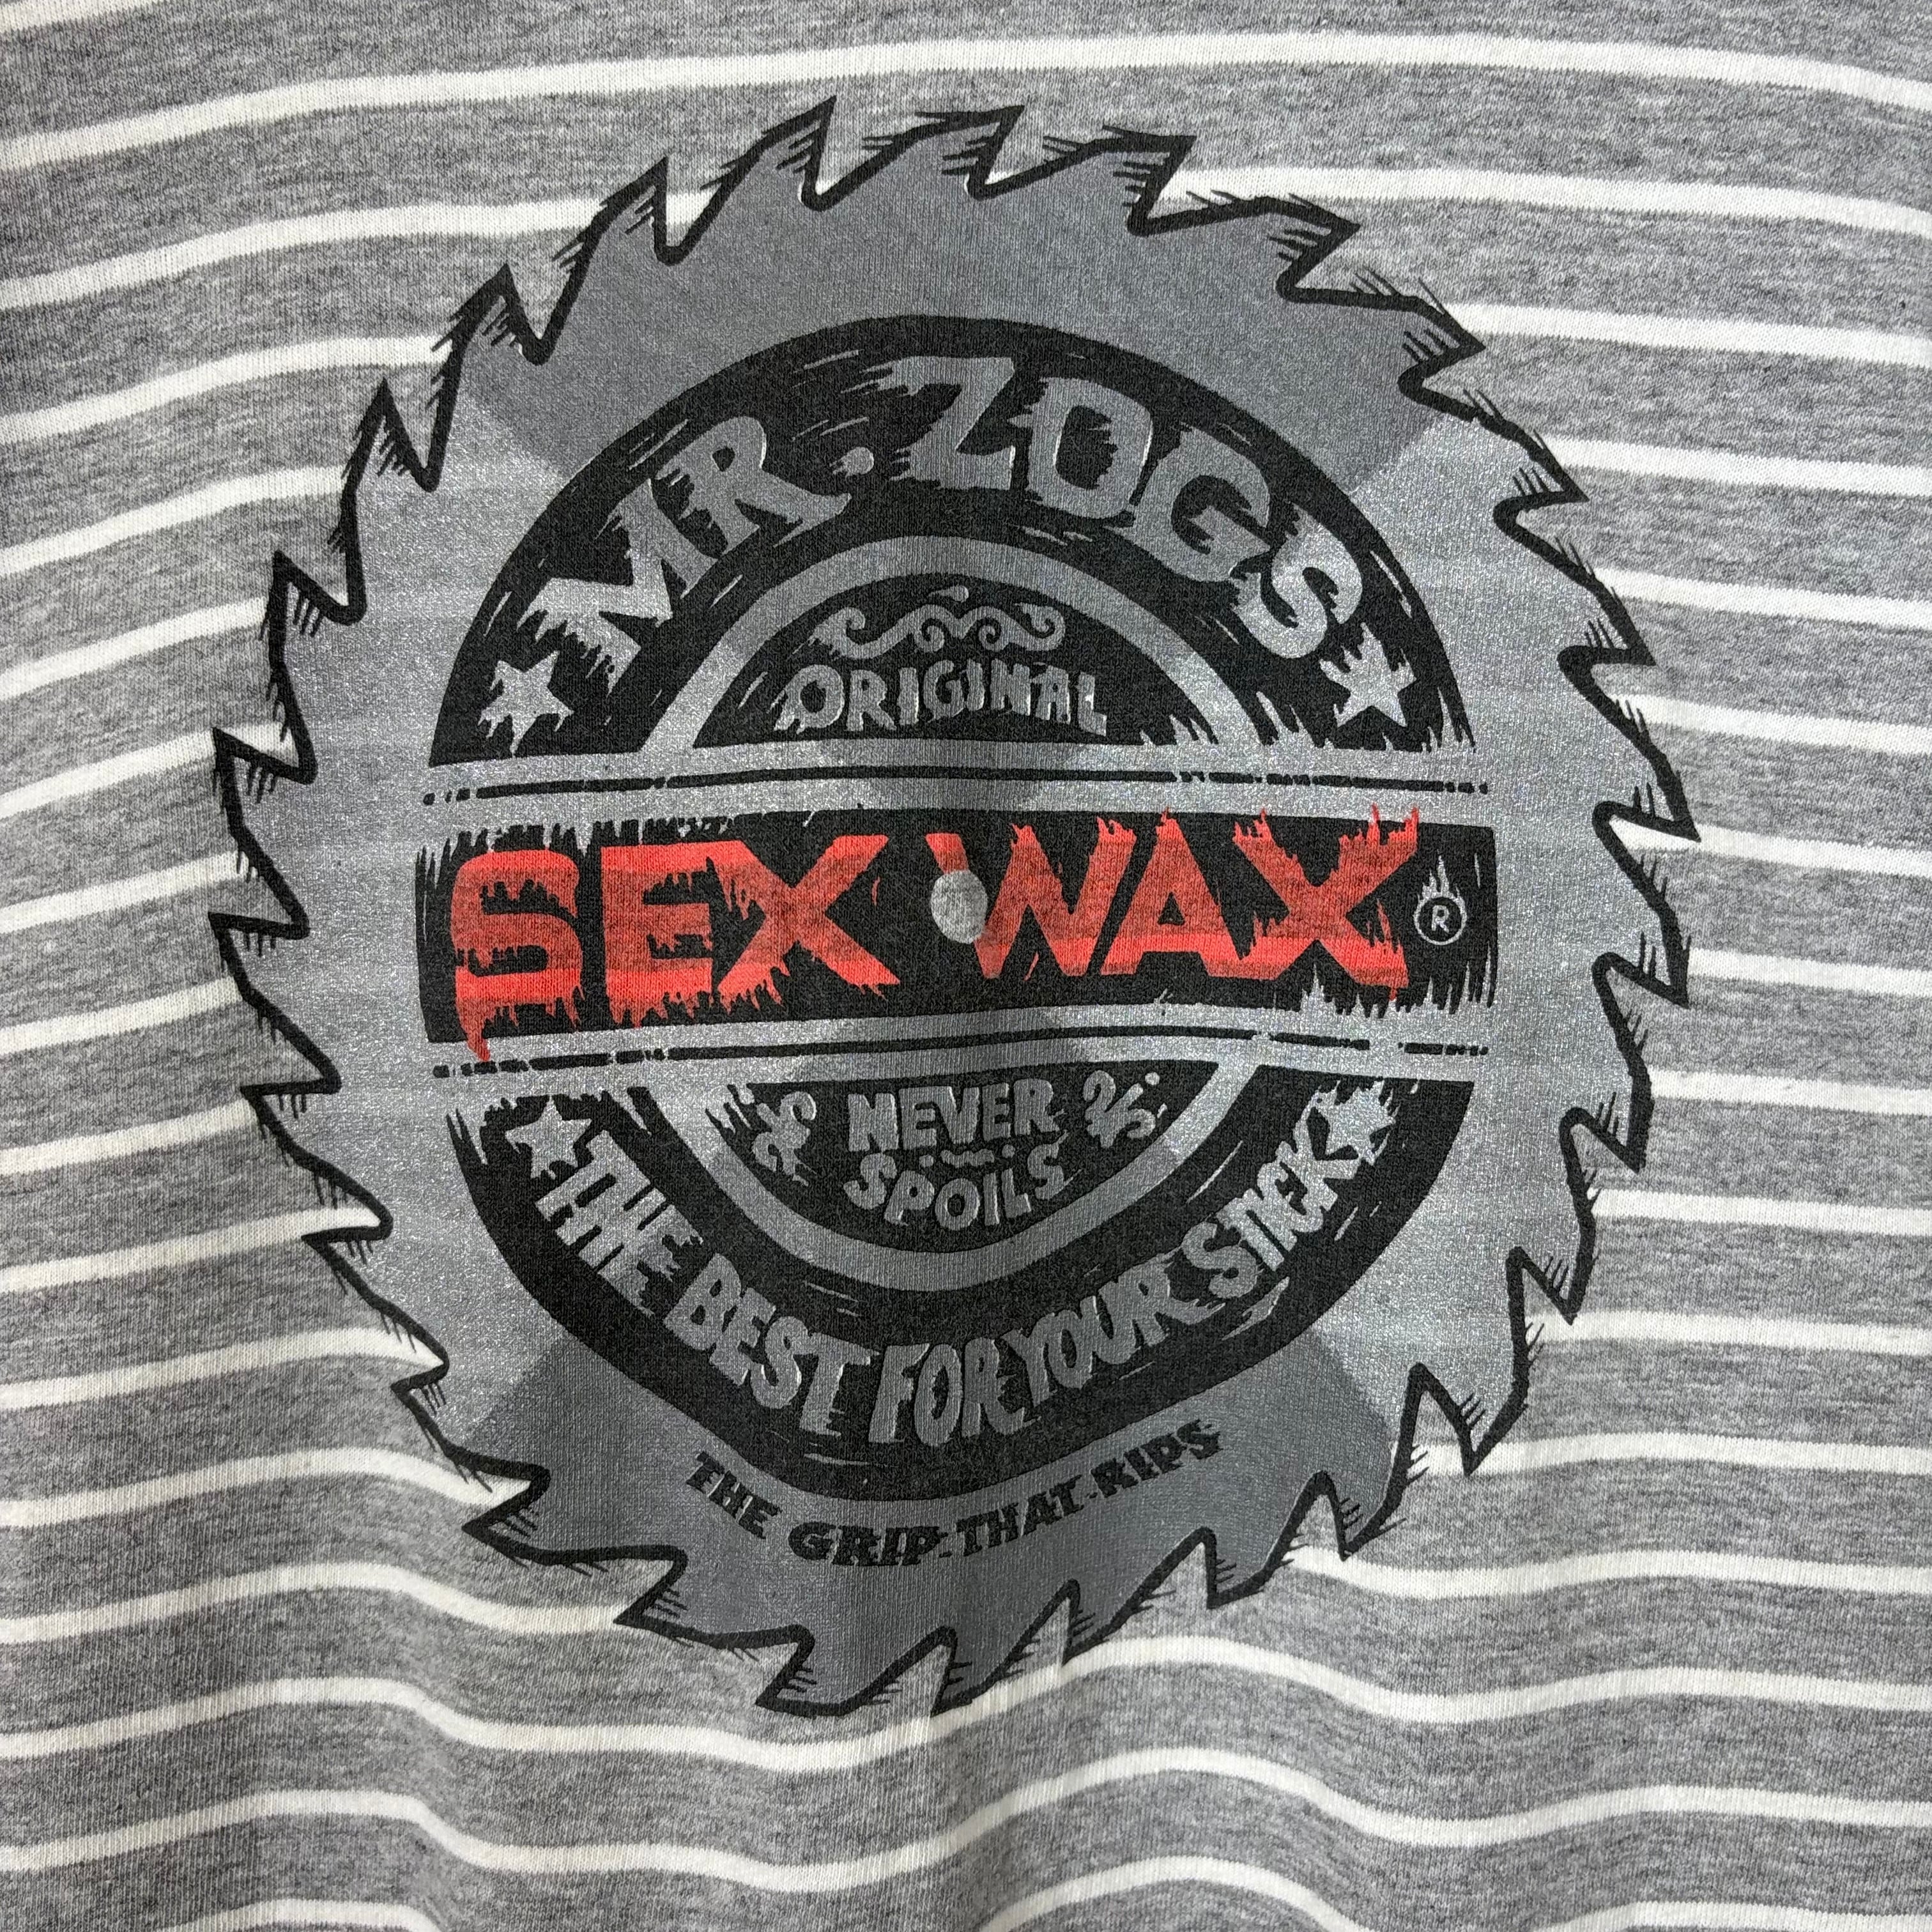 MR. ZOGS
ORIGINAL
SEX WAX ®
NEVER
SPOILS
THE BEST FOR YOUR STICK
THE GRIP-THAT-RIPS